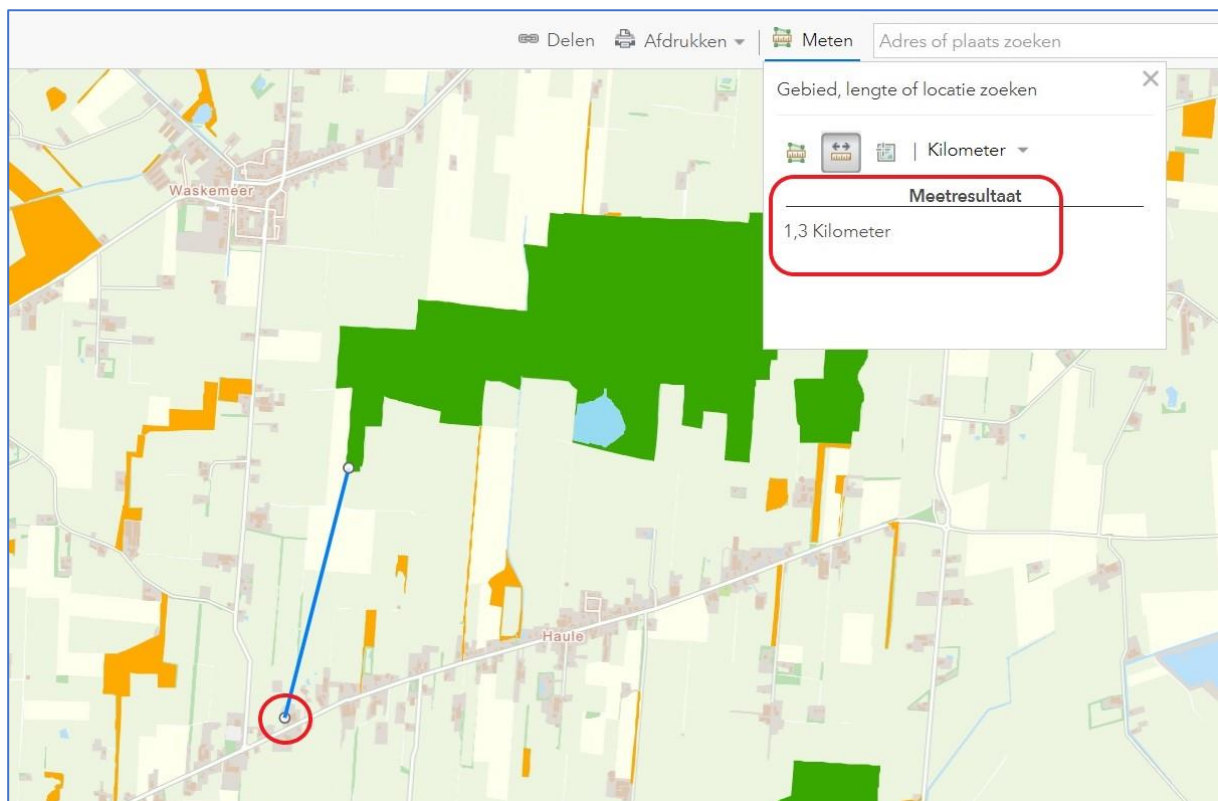 Delen Afdrukken Meten Adres of plaats zoeken
Gebied, lengte of locatie zoeken
Kilometer
Meetresultaat
1,3 Kilometer
Waskemeer
Haule